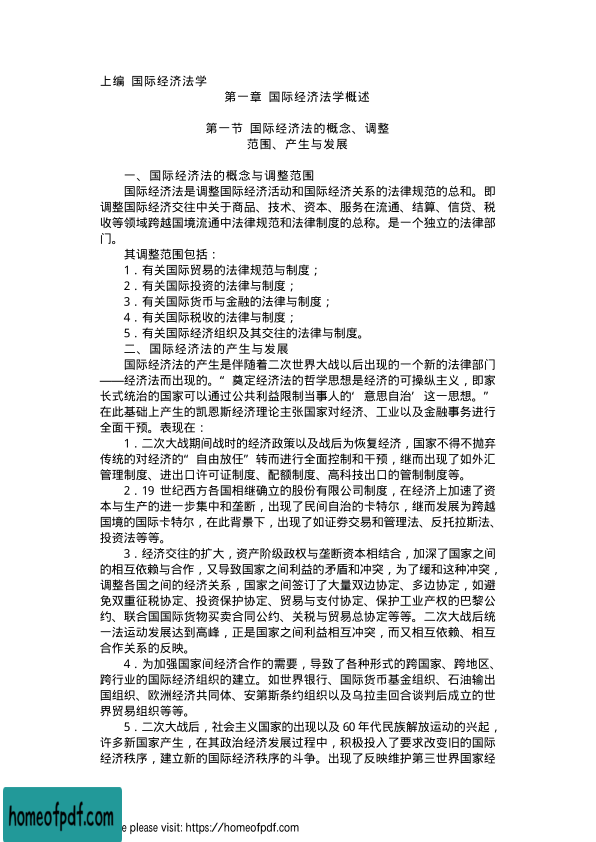 上编 国际经济法学
第一章 国际经济法学概述
第一节 国际经济法的概念、调整
范围、产生与发展
一、国际经济法的概念与调整范围
国际经济法是调整国际经济活动和国际经济关系的法律规范的总和。即
调整国际经济交往中关于商品、技术、资本、服务在流通、结算、信贷、税
收等领域跨越国境流通中法律规范和法律制度的总称。是一个独立的法律部
门。
其调整范围包括：
1．有关国际贸易的法律规范与制度；
2．有关国际投资的法律与制度；
3．有关国际货币与金融的法律与制度；
4．有关国际税收的法律与制度；
5．有关国际经济组织及其交往的法律与制度。
二、国际经济法的产生与发展
国际经济法的产生是伴随着二次世界大战以后出现的一个新的法律部门
——经济法而出现的。“奠定经济法的哲学思想是经济的可操纵主义，即家
长式统治的国家可以通过公共利益限制当事人的‘意思自治’这一思想。”
在此基础上产生的凯恩斯经济理论主张国家对经济、工业以及金融事务进行
全面干预。表现在：
1．二次大战期间战时的经济政策以及战后为恢复经济，国家不得不抛弃
传统的对经济的“自由放任”转而进行全面控制和干预，继而出现了如外汇
管理制度、进出口许可证制度、配额制度、高科技出口的管制制度等。
2．19 世纪西方各国相继确立的股份有限公司制度，在经济上加速了资
本与生产的进一步集中和垄断，出现了民间自治的卡特尔，继而发展为跨越
国境的国际卡特尔，在此背景下，出现了如证券交易和管理法、反托拉斯法、
投资法等等。
3．经济交往的扩大，资产阶级政权与垄断资本相结合，加深了国家之间
的相互依赖与合作，又导致国家之间利益的矛盾和冲突，为了缓和这种冲突，
调整各国之间的经济关系，国家之间签订了大量双边协定、多边协定，如避
免双重征税协定、投资保护协定、贸易与支付协定、保护工业产权的巴黎公
约、联合国国际货物买卖合同公约、关税与贸易总协定等等。二次大战后统
一法运动发展达到高峰，正是国家之间利益相互冲突，而又相互依赖、相互
合作关系的反映。
4．为加强国家间经济合作的需要，导致了各种形式的跨国家、跨地区、
跨行业的国际经济组织的建立。如世界银行、国际货币基金组织、石油输出
国组织、欧洲经济共同体、安第斯条约组织以及乌拉圭回合谈判后成立的世
界贸易组织等等。
5．二次大战后，社会主义国家的出现以及 60 年代民族解放运动的兴起，
许多新国家产生，在其政治经济发展过程中，积极投入了要求改变旧的国际
经济秩序，建立新的国际经济秩序的斗争。出现了反映维护第三世界国家经
homeofpdf.com
e please visit: https://homeofpdf.com